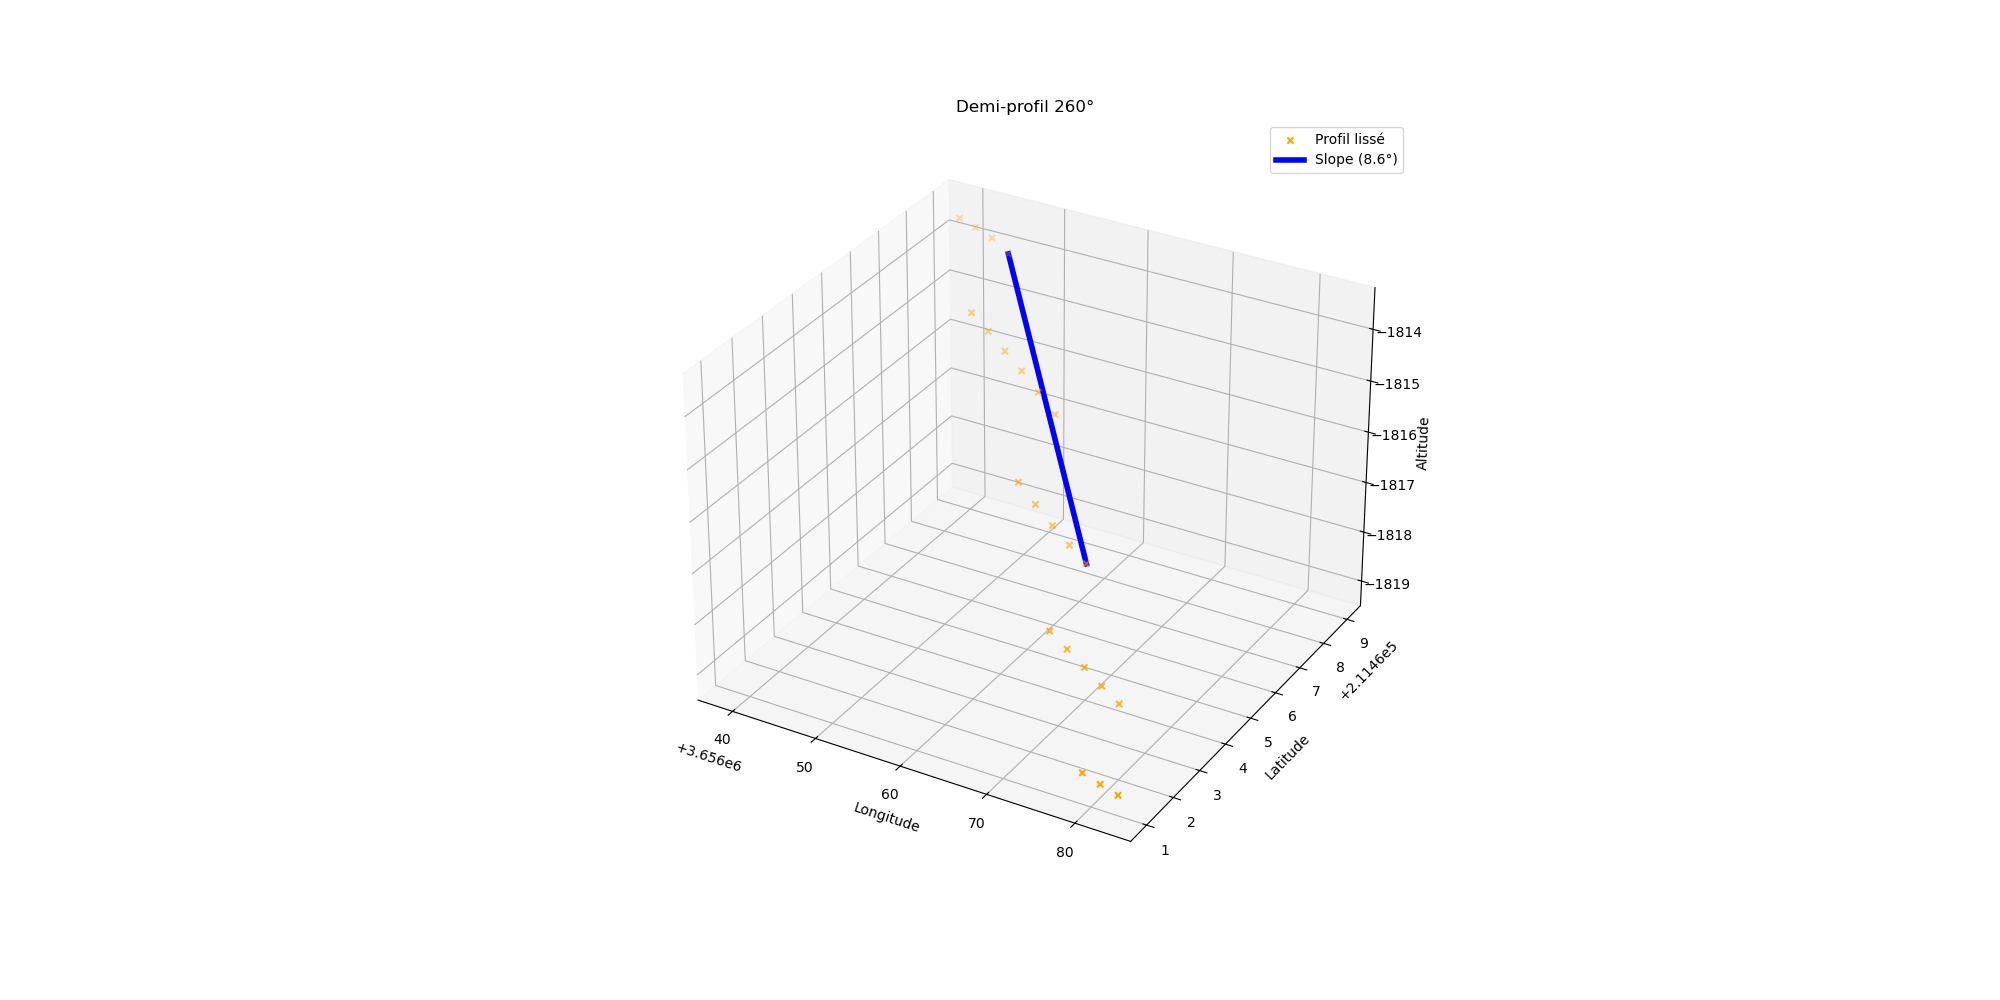 Demi-profil 260°
Profil lissé
Slope (8.6°)
−1814
−1815
−1816
−1817
−1818
−1819
Altitude
9
8
7
6
5
4
3
2
1
+2.1146e5
Latitude
40
50
60
70
80
+3.656e6
Longitude